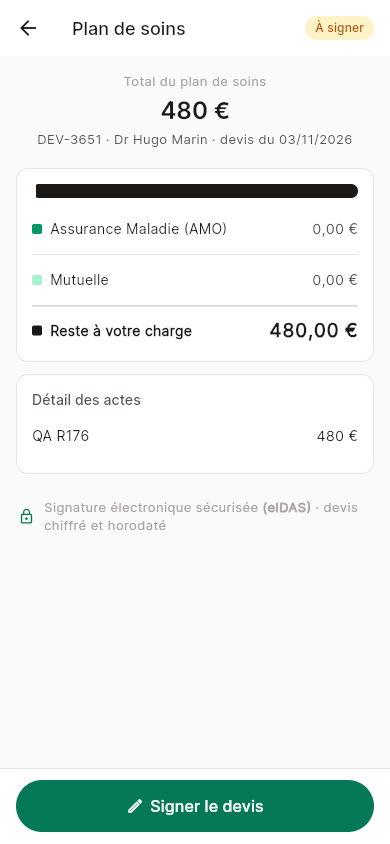 Plan de soins
À signer
Total du plan de soins
480 €
DEV-3651 · Dr Hugo Marin · devis du 03/11/2026
Assurance Maladie (AMO) 0,00 €
Mutuelle 0,00 €
Reste à votre charge 480,00 €
Détail des actes
QA R176 480 €
Signature électronique sécurisée (eIDAS) · devis
chiffré et horodaté
Signer le devis